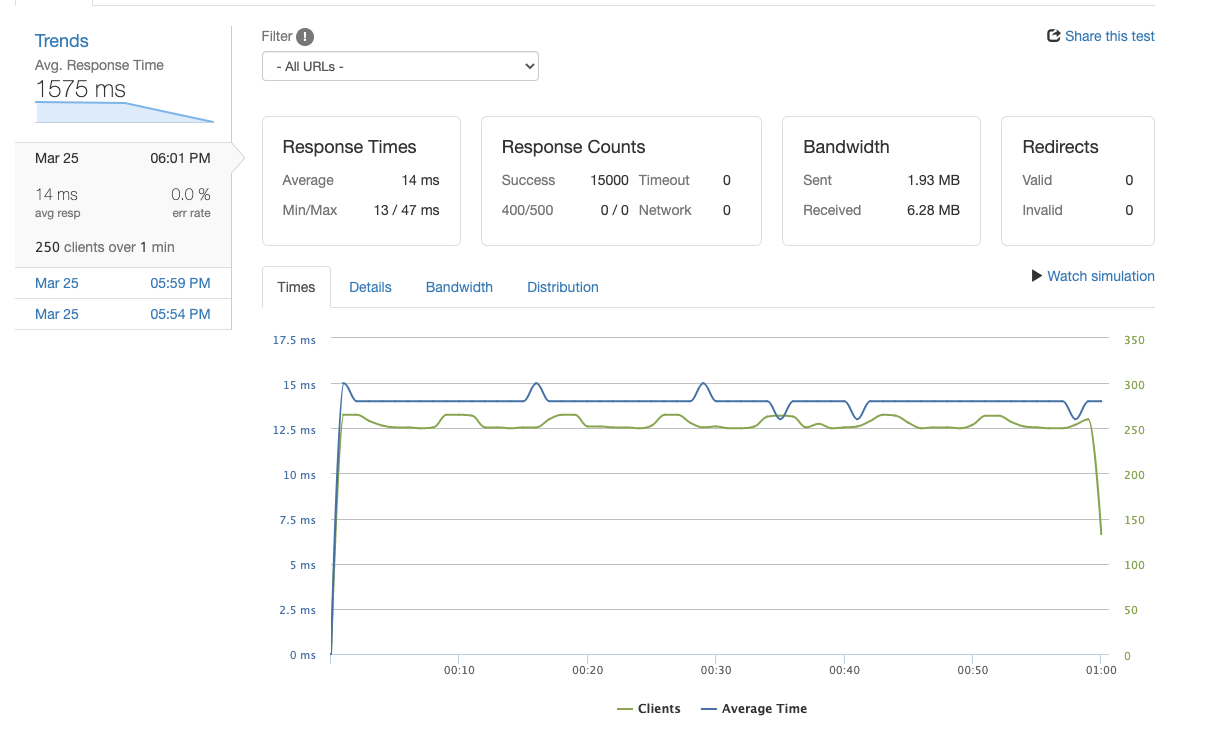 Trends
Avg. Response Time
1575 ms
Mar 25 06:01 PM
14 ms 0.0 %
avg resp err rate
250 clients over 1 min
Mar 25 05:59 PM
Mar 25 05:54 PM
Filter !
- All URLs -
Share this test
Response Times
Average 14 ms
Min/Max 13 / 47 ms
Response Counts
Success 15000 Timeout 0
400/500 0 / 0 Network 0
Bandwidth
Sent 1.93 MB
Received 6.28 MB
Redirects
Valid 0
Invalid 0
Times Details Bandwidth Distribution
Watch simulation
17.5 ms 350
15 ms 300
12.5 ms 250
10 ms 200
7.5 ms 150
5 ms 100
2.5 ms 50
0 ms 0
00:10 00:20 00:30 00:40 00:50 01:00
Clients Average Time